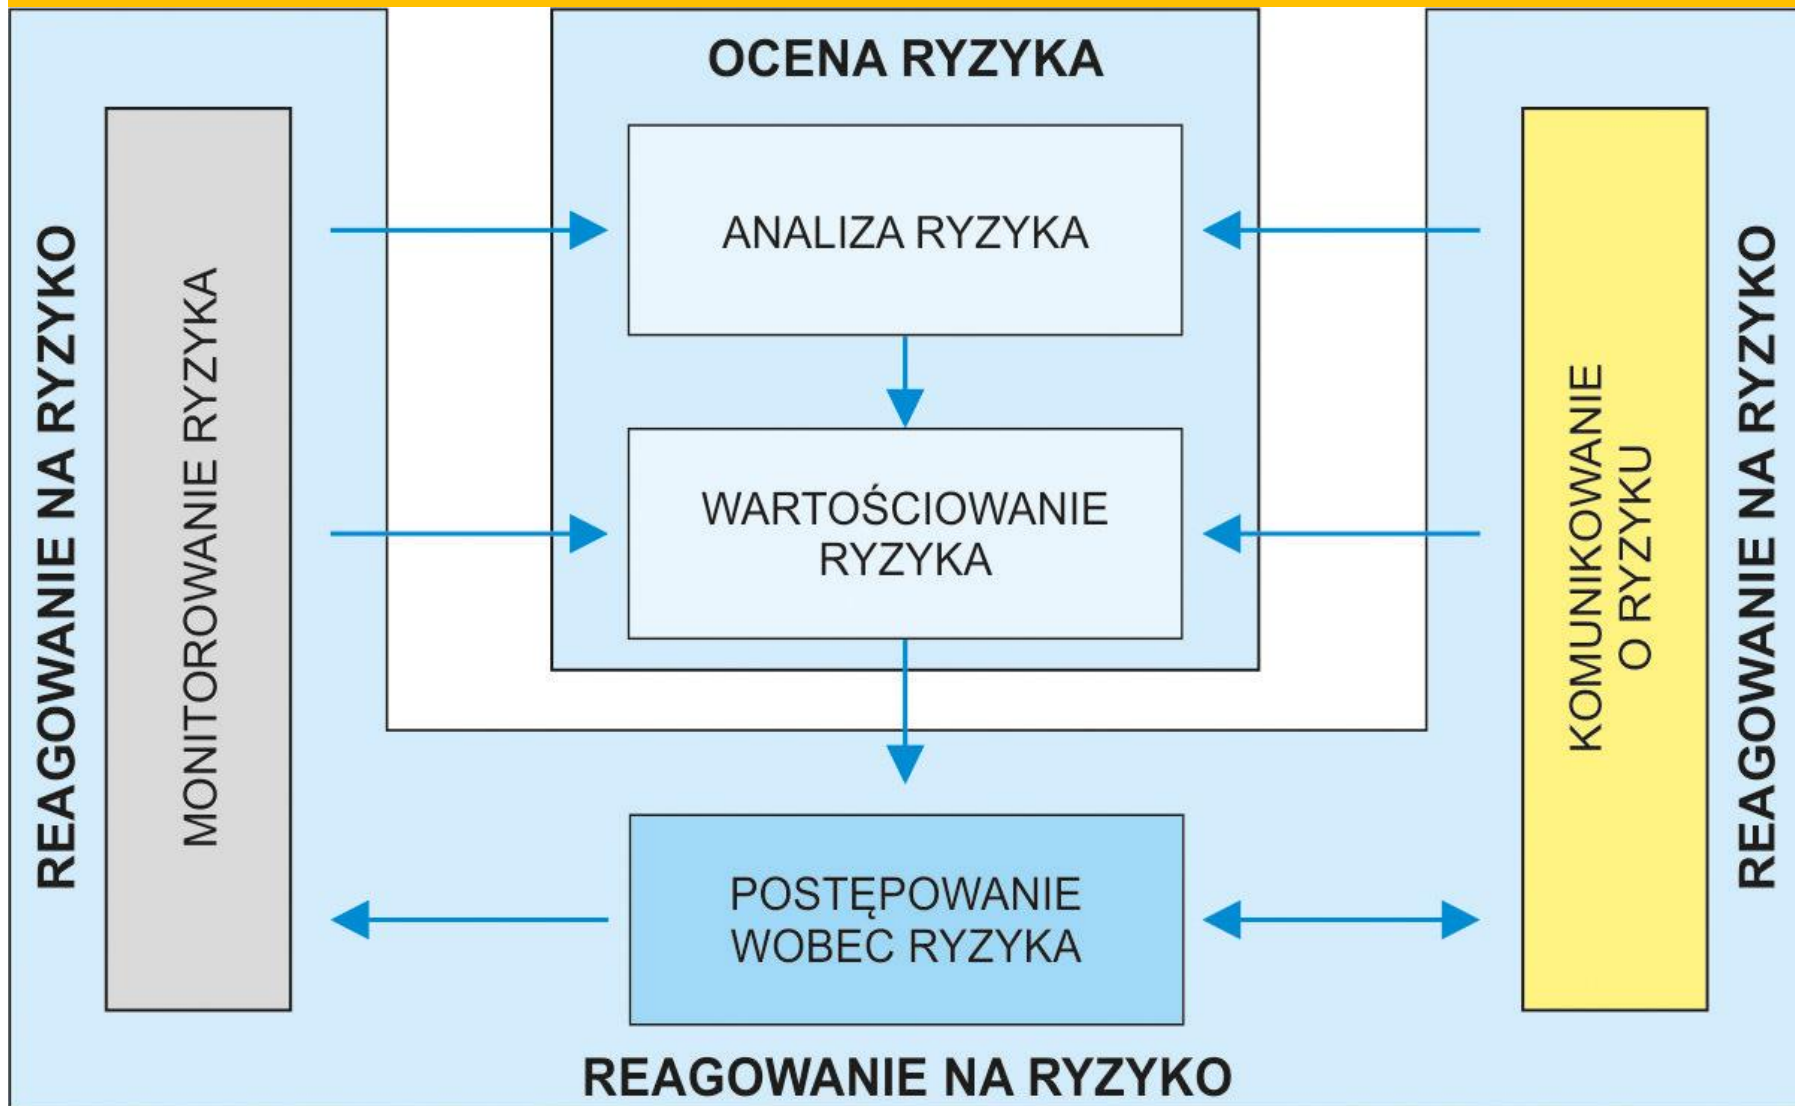 OCENA RYZYKA
REAGOWANIE NA RYZYKO
MONITOROWANIE RYZYKA
ANALIZA RYZYKA
WARTOŚCIOWANIE
RYZYKA
POSTĘPOWANIE
WOBEC RYZYKA
KOMUNIKOWANIE
O RYZYKU
REAGOWANIE NA RYZYKO
REAGOWANIE NA RYZYKO